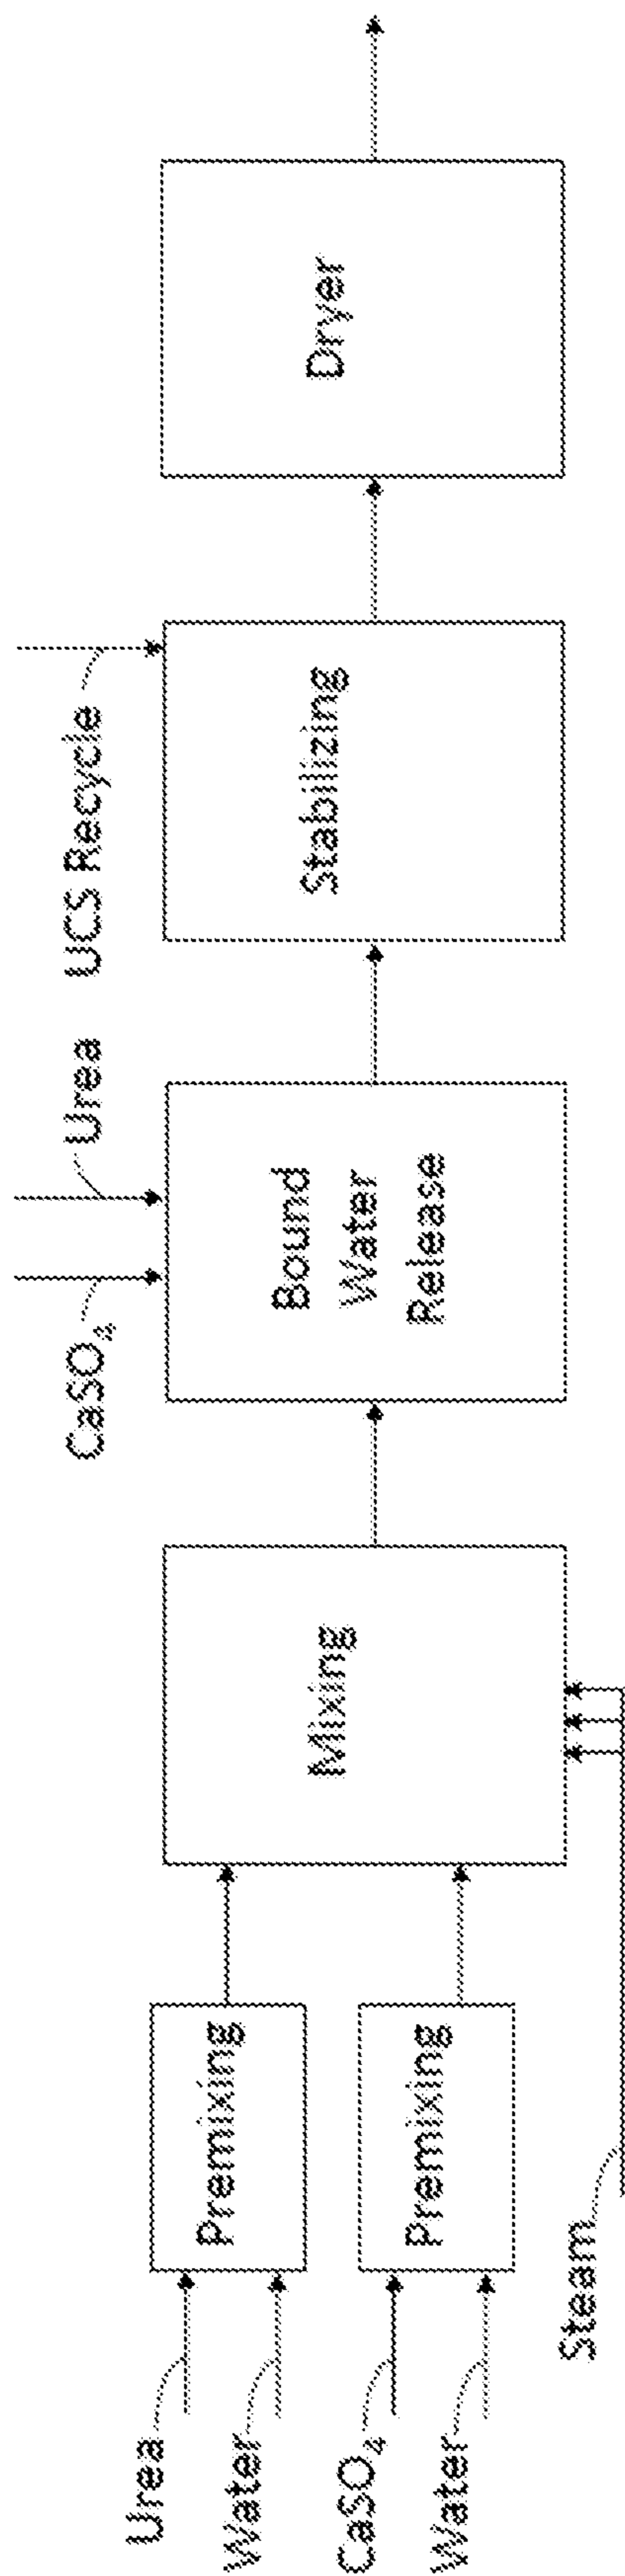 Urea
Water
CaSO₄
Water
Premixing
Premixing
Steam
Mixing
CaSO₄
Urea
Bound
Water
Release
UCS Recycle
Stabilizing
Dryer